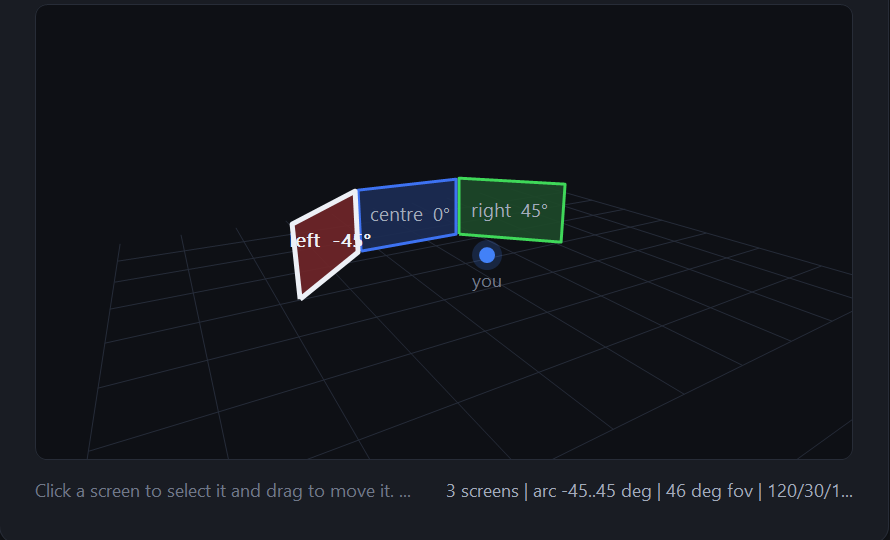 centre 0°
right 45°
left -45°
you
Click a screen to select it and drag to move it. ...
3 screens | arc -45..45 deg | 46 deg fov | 120/30/1...